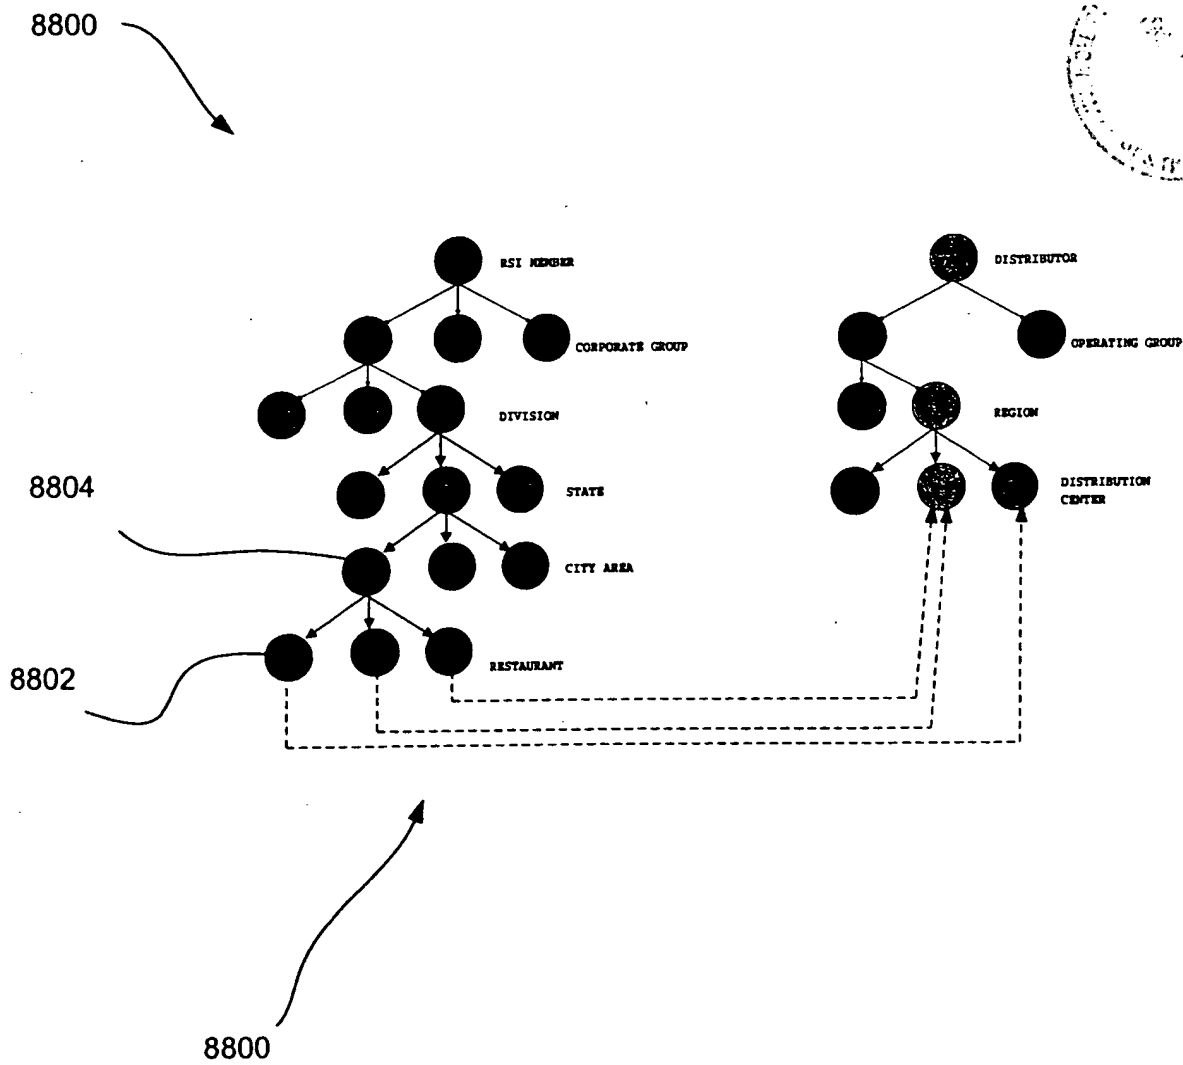 8800
RSI MEMBER
DISTRIBUTOR
CORPORATE GROUP
OPERATING GROUP
DIVISION
REGION
8804
STATE
DISTRIBUTION
CENTER
CITY AREA
8802
RESTAURANT
8800